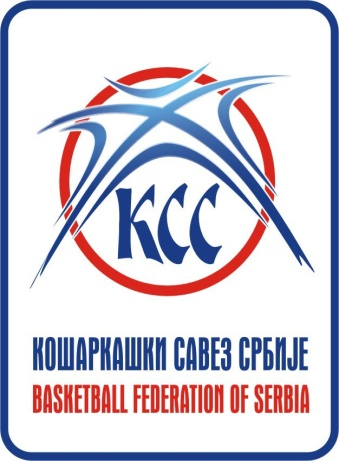 КСС
КОШАРКАШКИ САВЕЗ СРБИЈЕ
BASKETBALL FEDERATION OF SERBIA